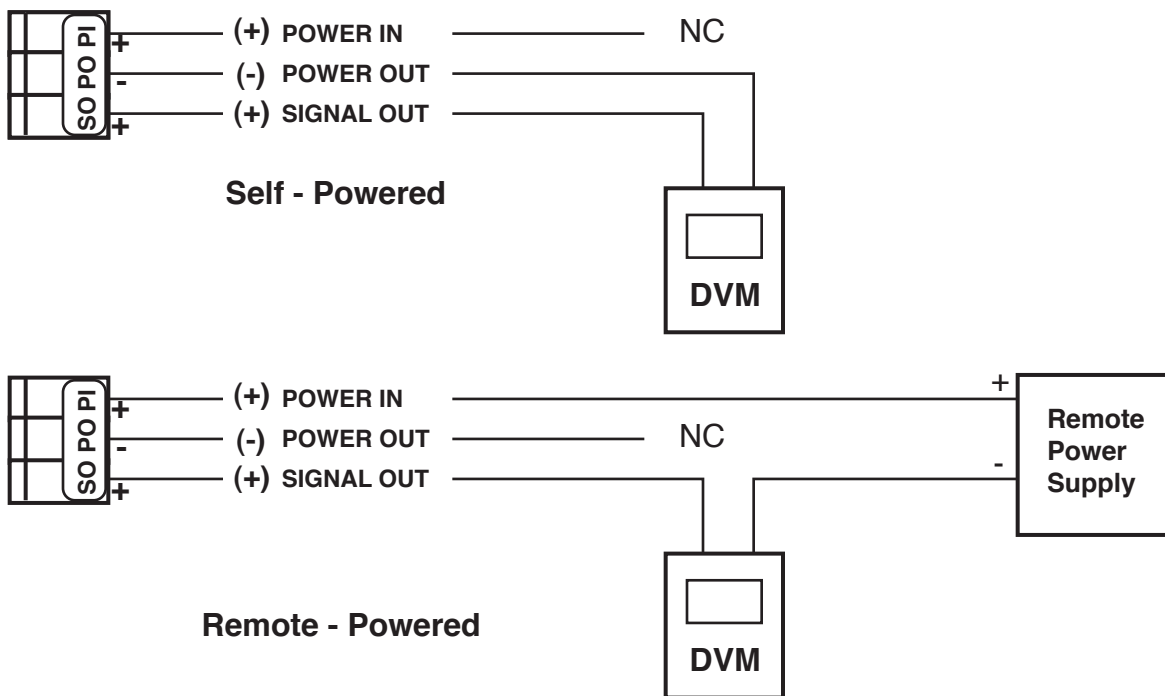 SO PO PI
+ (+) POWER IN NC
- (-) POWER OUT
+ (+) SIGNAL OUT
Self - Powered
DVM
SO PO PI
+ (+) POWER IN +
- (-) POWER OUT NC
+ (+) SIGNAL OUT -
Remote
Power
Supply
Remote - Powered
DVM